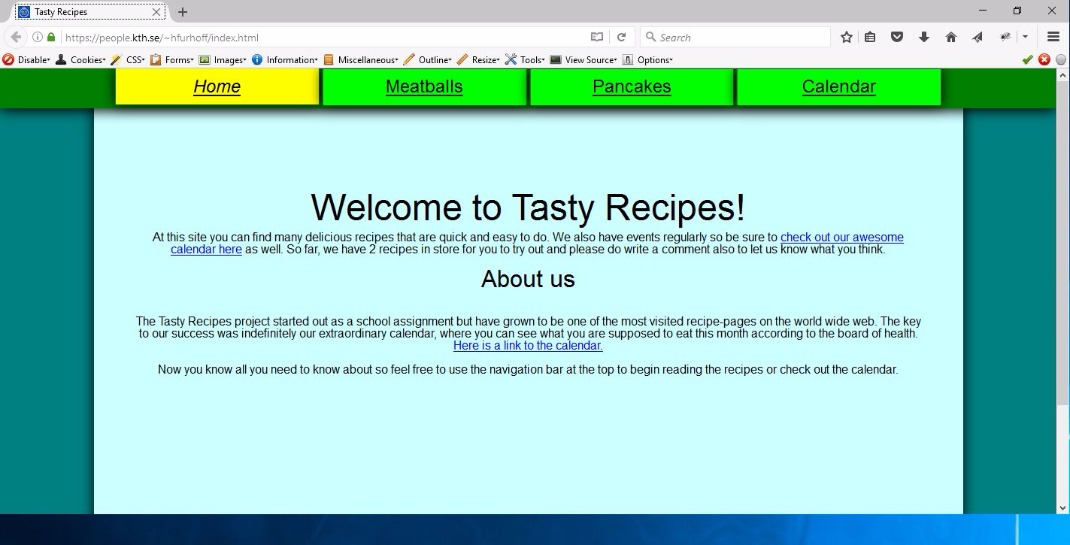 Tasty Recipes
https://people.kth.se/~hfurhoff/index.html
Search
Disable Cookies CSS Forms Images Information Miscellaneous Outline Resize Tools View Source Options
Home Meatballs Pancakes Calendar
Welcome to Tasty Recipes!
At this site you can find many delicious recipes that are quick and easy to do. We also have events regularly so be sure to check out our awesome
calendar here as well. So far, we have 2 recipes in store for you to try out and please do write a comment also to let us know what you think.
About us
The Tasty Recipes project started out as a school assignment but have grown to be one of the most visited recipe-pages on the world wide web. The key
to our success was indefinitely our extraordinary calendar, where you can see what you are supposed to eat this month according to the board of health.
Here is a link to the calendar.
Now you know all you need to know about so feel free to use the navigation bar at the top to begin reading the recipes or check out the calendar.